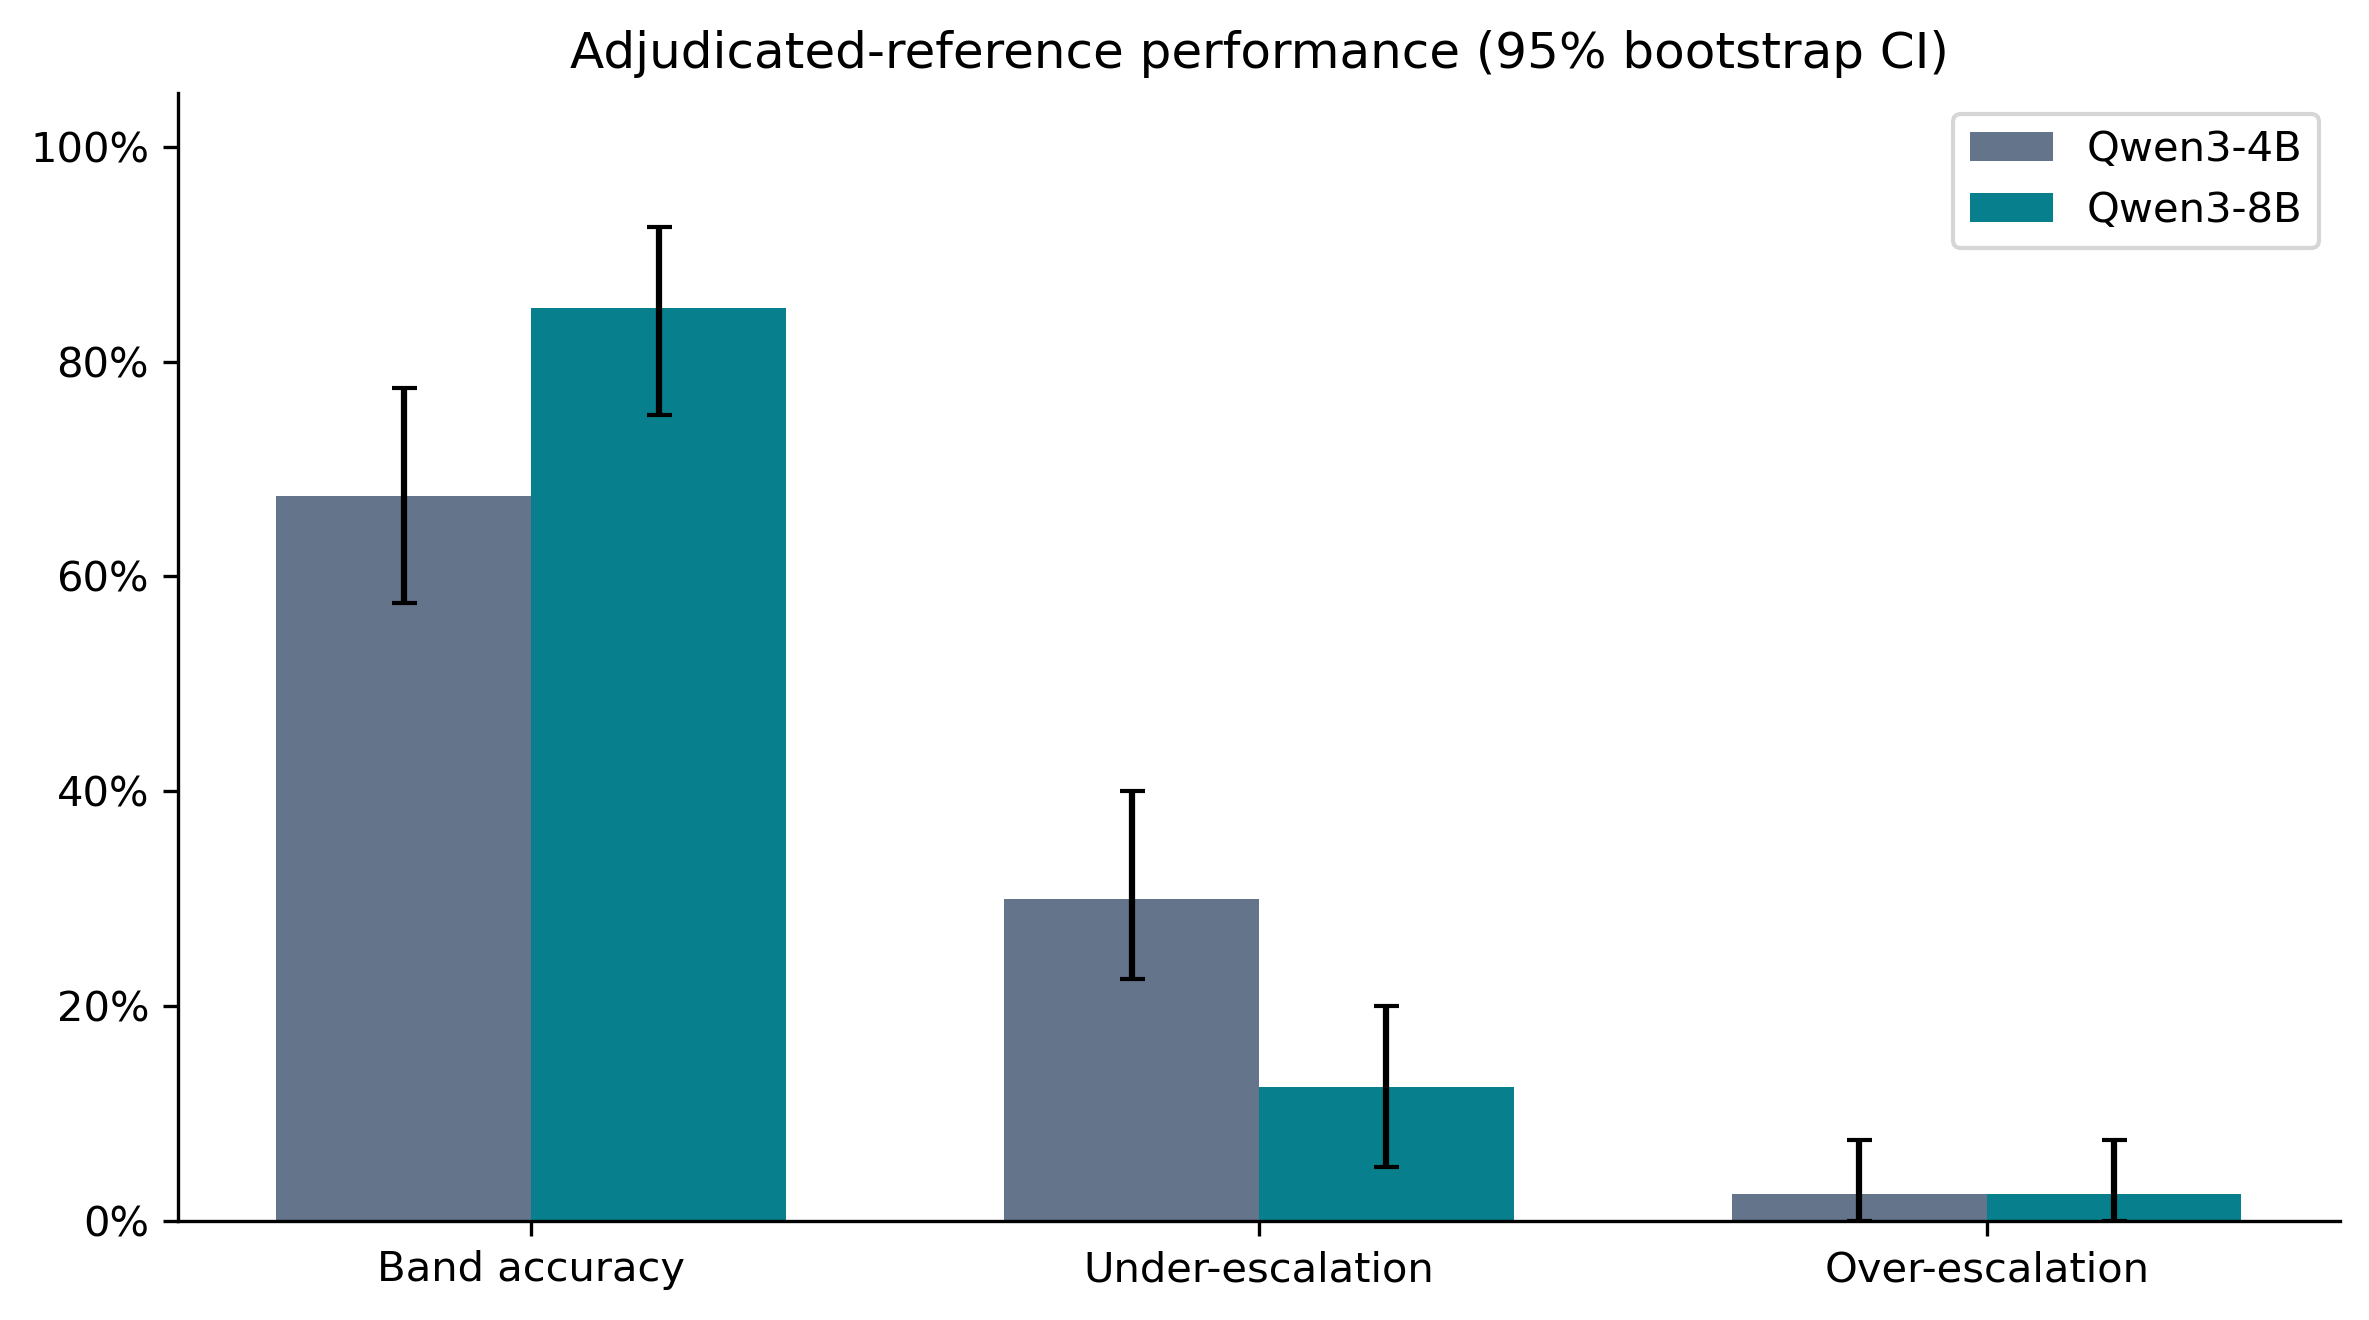 Adjudicated-reference performance (95% bootstrap CI)
Qwen3-4B
Qwen3-8B
100%
80%
60%
40%
20%
0%
Band accuracy
Under-escalation
Over-escalation